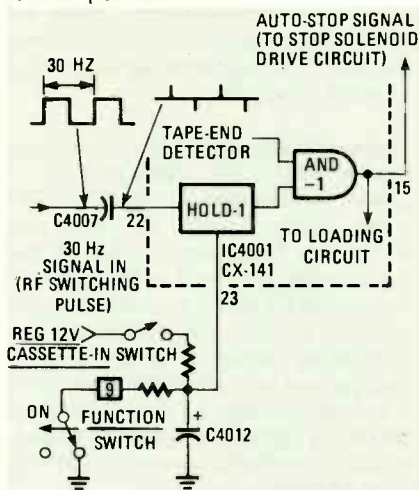 AUTO-STOP SIGNAL
(TO STOP SOLENOID
DRIVE CIRCUIT)
30 HZ
TAPE-END
DETECTOR
AND
-1
15
C4007
22
HOLD-1
TO LOADING
CIRCUIT
30 Hz
SIGNAL IN
(RF SWITCHING
PULSE)
IC4001
CX-141
23
REG 12V
CASSETTE-IN SWITCH
9
ON
FUNCTION
SWITCH
+
C4012